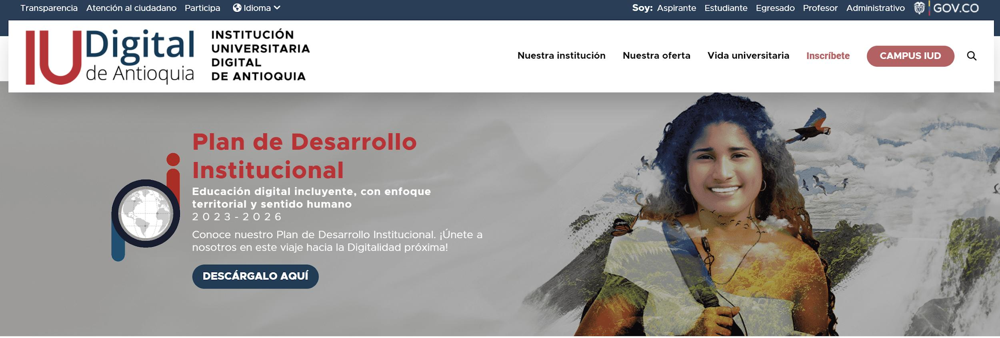 Transparencia Atención al ciudadano Participa Idioma Soy: Aspirante Estudiante Egresado Profesor Administrativo GOV.CO
IU Digital
de Antioquia
INSTITUCIÓN
UNIVERSITARIA
DIGITAL
DE ANTIOQUIA
Nuestra institución Nuestra oferta Vida universitaria Inscríbete CAMPUS IUD
Plan de Desarrollo
Institucional
Educación digital incluyente, con enfoque
territorial y sentido humano
2023-2026
Conoce nuestro Plan de Desarrollo Institucional. ¡Únete a
nosotros en este viaje hacia la Digitalidad próxima!
DESCÁRGALO AQUÍ
pi